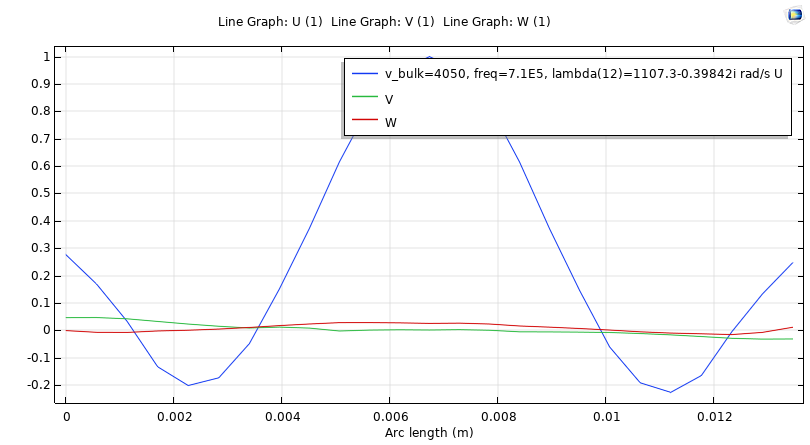 Line Graph: U (1) Line Graph: V (1) Line Graph: W (1)
1
0.9
0.8
0.7
0.6
0.5
0.4
0.3
0.2
0.1
0
-0.1
-0.2
v_bulk=4050, freq=7.1E5, lambda(12)=1107.3-0.39842i rad/s U
V
W
0 0.002 0.004 0.006 0.008 0.01 0.012
Arc length (m)